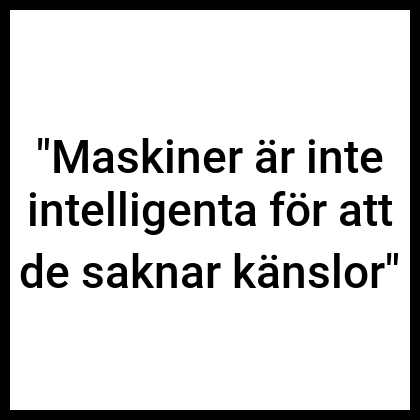 "Maskiner är inte
intelligenta för att
de saknar känslor"